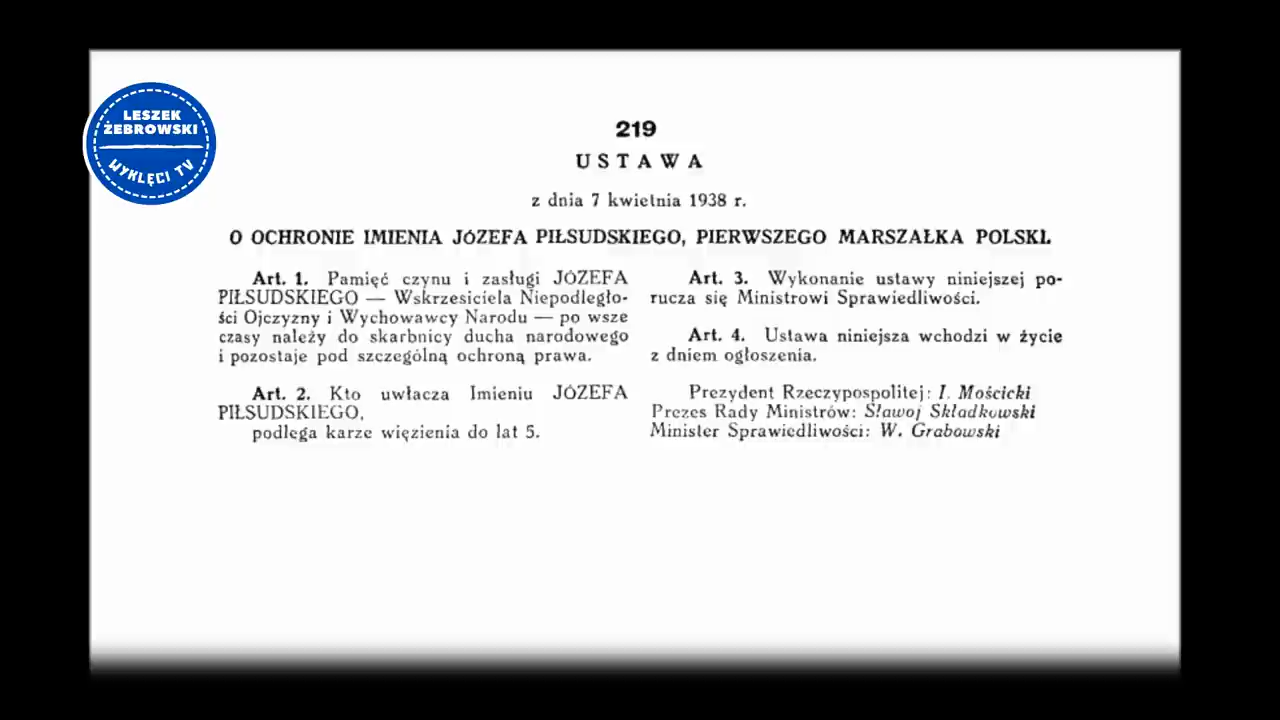 LESZEK
ŻEBROWSKI
WYKLĘCI TV
219
USTAWA
z dnia 7 kwietnia 1938 r.
O OCHRONIE IMIENIA JÓZEFA PIŁSUDSKIEGO, PIERWSZEGO MARSZAŁKA POLSKI.
Art. 1. Pamięć czynu i zasługi JÓZEFA
PIŁSUDSKIEGO — Wskrzesiciela Niepodległo-
ści Ojczyzny i Wychowawcy Narodu — po wsze
czasy należy do skarbnicy ducha narodowego
i pozostaje pod szczególną ochroną prawa.
Art. 2. Kto uwłacza Imieniu JÓZEFA
PIŁSUDSKIEGO,
podlega karze więzienia do lat 5.
Art. 3. Wykonanie ustawy niniejszej po-
rucza się Ministrowi Sprawiedliwości.
Art. 4. Ustawa niniejsza wchodzi w życie
z dniem ogłoszenia.
Prezydent Rzeczypospolitej: I. Mościcki
Prezes Rady Ministrów: Sławoj Składkowski
Minister Sprawiedliwości: W. Grabowski